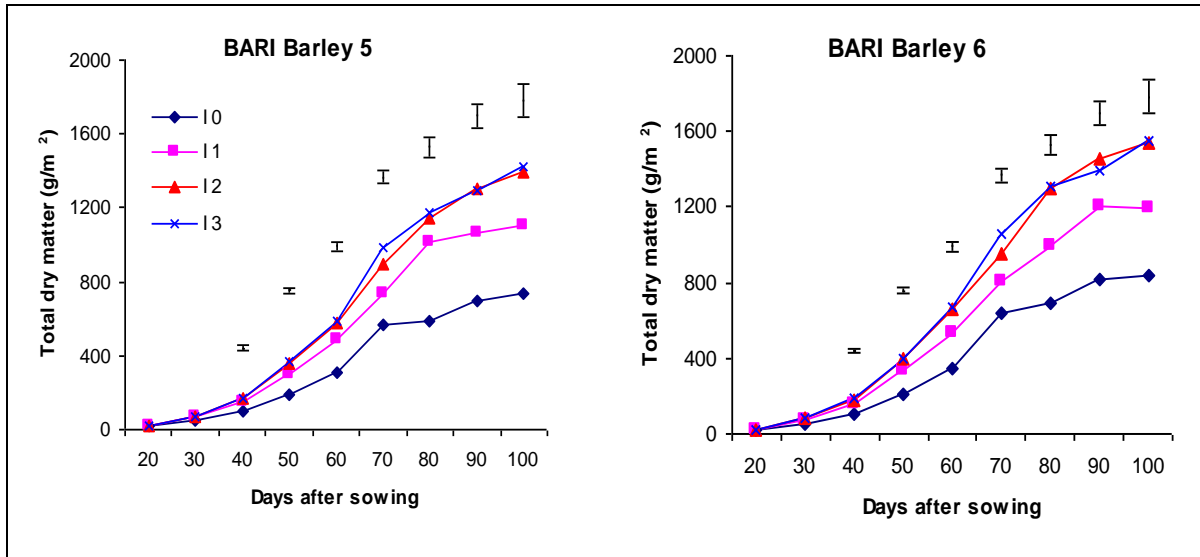 BARI Barley 5
Total dry matter (g/m ²)
2000
1600
1200
800
400
0
I0
I1
I2
I3
20 30 40 50 60 70 80 90 100
Days after sowing
BARI Barley 6
Total dry matter (g/m ²)
2000
1600
1200
800
400
0
20 30 40 50 60 70 80 90 100
Days after sowing